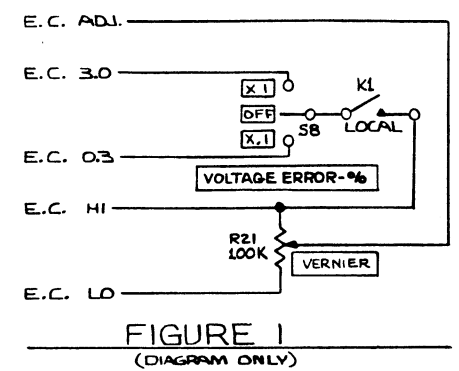 E.C. ADJ.
E.C. 3.0
X1
K1
OFF
S8
LOCAL
X.1
E.C. 0.3
VOLTAGE ERROR-%
E.C. HI
R21
100K
VERNIER
E.C. LO
FIGURE 1
(DIAGRAM ONLY)